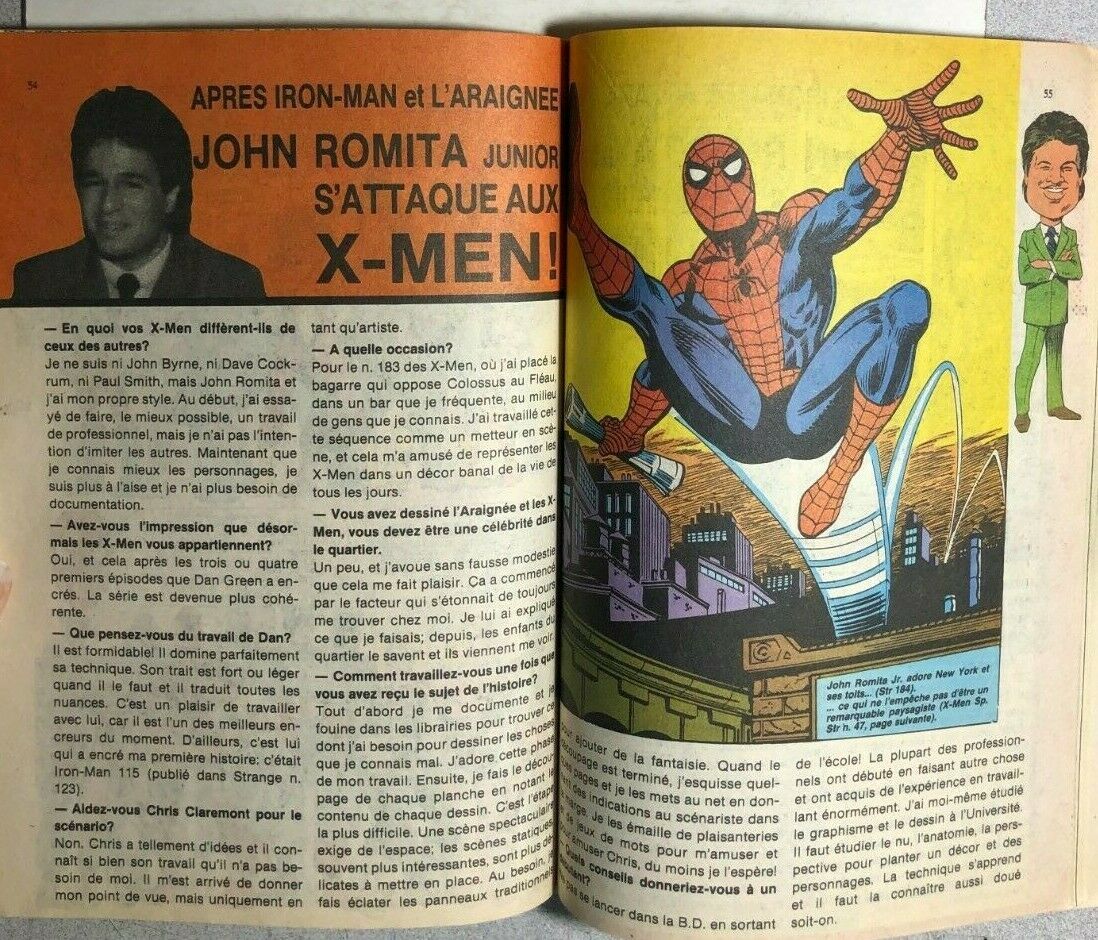 54
APRES IRON-MAN et L'ARAIGNEE
JOHN ROMITA JUNIOR
S'ATTAQUE AUX
X-MEN!
— En quoi vos X-Men diffèrent-ils de
ceux des autres?
Je ne suis ni John Byrne, ni Dave Cock-
rum, ni Paul Smith, mais John Romita et
j'ai mon propre style. Au début, j'ai essa-
yé de faire, le mieux possible, un travail
de professionnel, mais je n'ai pas l'inten-
tion d'imiter les autres. Maintenant que
je connais mieux les personnages, je
suis plus à l'aise et je n'ai plus besoin de
documentation.
— Avez-vous l'impression que désor-
mais les X-Men vous appartiennent?
Oui, et cela après les trois ou quatre
premiers épisodes que Dan Green a en-
crés. La série est devenue plus cohé-
rente.
— Que pensez-vous du travail de Dan?
Il est formidable! Il domine parfaitement
sa technique. Son trait est fort ou léger
quand il le faut et il traduit toutes les
nuances. C'est un plaisir de travailler
avec lui, car il est l'un des meilleurs en-
creurs du moment. D'ailleurs, c'est lui
qui a encré ma première histoire: c'était
Iron-Man 115 (publié dans Strange n.
123).
— Aidez-vous Chris Claremont pour le
scénario?
Non. Chris a tellement d'idées et il con-
naît si bien son travail qu'il n'a pas be-
soin de moi. Il m'est arrivé de donner
mon point de vue, mais uniquement en
tant qu'artiste.
— A quelle occasion?
Pour le n. 183 des X-Men, où j'ai placé la
bagarre qui oppose Colossus au Fléau,
dans un bar que je fréquente, au milieu
de gens que je connais. J'ai travaillé cet-
te séquence comme un metteur en scè-
ne, et cela m'a amusé de représenter les
X-Men dans un décor banal de la vie de
tous les jours.
— Vous avez dessiné l'Araignée et les X-
Men, vous devez être une célébrité dans
le quartier.
Un peu, et j'avoue sans fausse modestie
que cela me fait plaisir. Ça a commencé
par le facteur qui s'étonnait de toujours
me trouver chez moi. Je lui ai expliqué
ce que je faisais; depuis, les enfants du
quartier le savent et ils viennent me voir.
— Comment travaillez-vous une fois que
vous avez reçu le sujet de l'histoire?
Tout d'abord je me documente et je
fouine dans les librairies pour trouver ce
dont j'ai besoin pour dessiner les choses
que je connais mal. J'adore cette phase
de mon travail. Ensuite, je fais le décou-
page de chaque planche en notant le
contenu de chaque dessin. C'est l'étape
la plus difficile. Une scène spectaculaire
exige de l'espace; les scènes statiques,
souvent plus intéressantes, sont plus dé-
licates à mettre en place. Au besoin, je
fais éclater les panneaux traditionnels
55
John Romita Jr. adore New York et
ses toits... (Str 184).
... ce qui ne l'empêche pas d'être un
remarquable paysagiste (X-Men Sp.
Str n. 47, page suivante).
pour ajouter de la fantaisie. Quand le
découpage est terminé, j'esquisse quel-
pages et je les mets au net en don-
des indications au scénariste dans
marge. Je les émaille de plaisanteries
de jeux de mots pour m'amuser et
pour amuser Chris, du moins je l'espère!
Quels conseils donneriez-vous à un
pas se lancer dans la B.D. en sortant
de l'école! La plupart des profession-
nels ont débuté en faisant autre chose
et ont acquis de l'expérience en travail-
lant énormément. J'ai moi-même étudié
le graphisme et le dessin à l'Université.
Il faut étudier le nu, l'anatomie, la pers-
pective pour planter un décor et des
personnages. La technique s'apprend
et il faut la connaître aussi doué
soit-on.